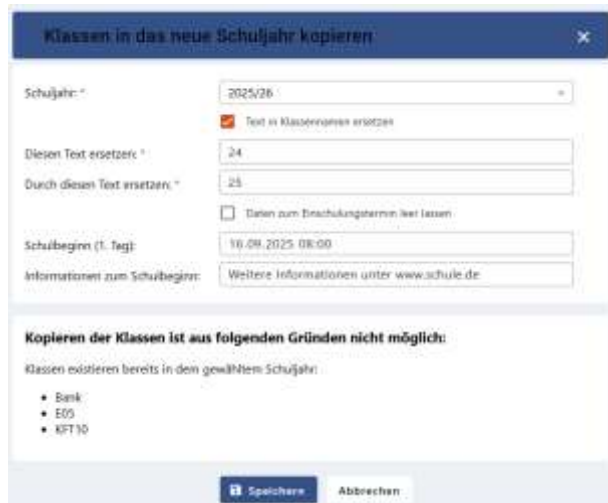 Klassen in das neue Schuljahr kopieren
Schuljahr: * 2025/26
Text in Klassennamen ersetzen
Diesen Text ersetzen: * 24
Durch diesen Text ersetzen: * 25
Daten zum Einschulungstermin leer lassen
Schulbeginn (1. Tag): 16.09.2025 08:00
Informationen zum Schulbeginn: Weitere Informationen unter www.schule.de
Kopieren der Klassen ist aus folgenden Gründen nicht möglich:
Klassen existieren bereits in dem gewähltem Schuljahr:
• Bank
• E05
• KFT10
Speichern Abbrechen